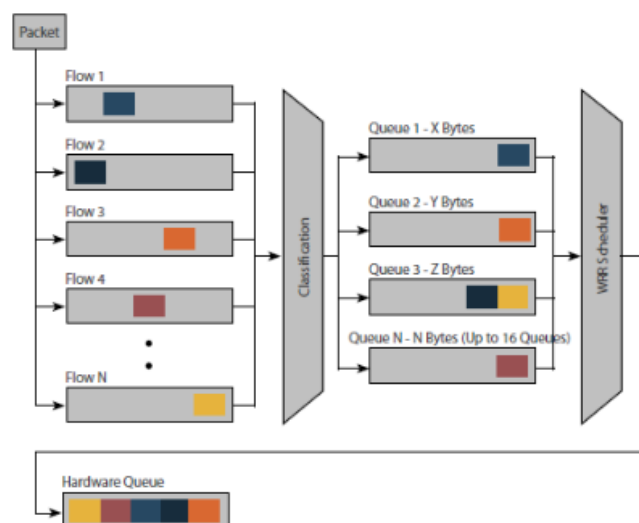 Packet
Flow 1
Flow 2
Flow 3
Flow 4
Flow N
Classification
Queue 1 - X Bytes
Queue 2 - Y Bytes
Queue 3 - Z Bytes
Queue N - N Bytes (Up to 16 Queues)
WRR Scheduler
Hardware Queue